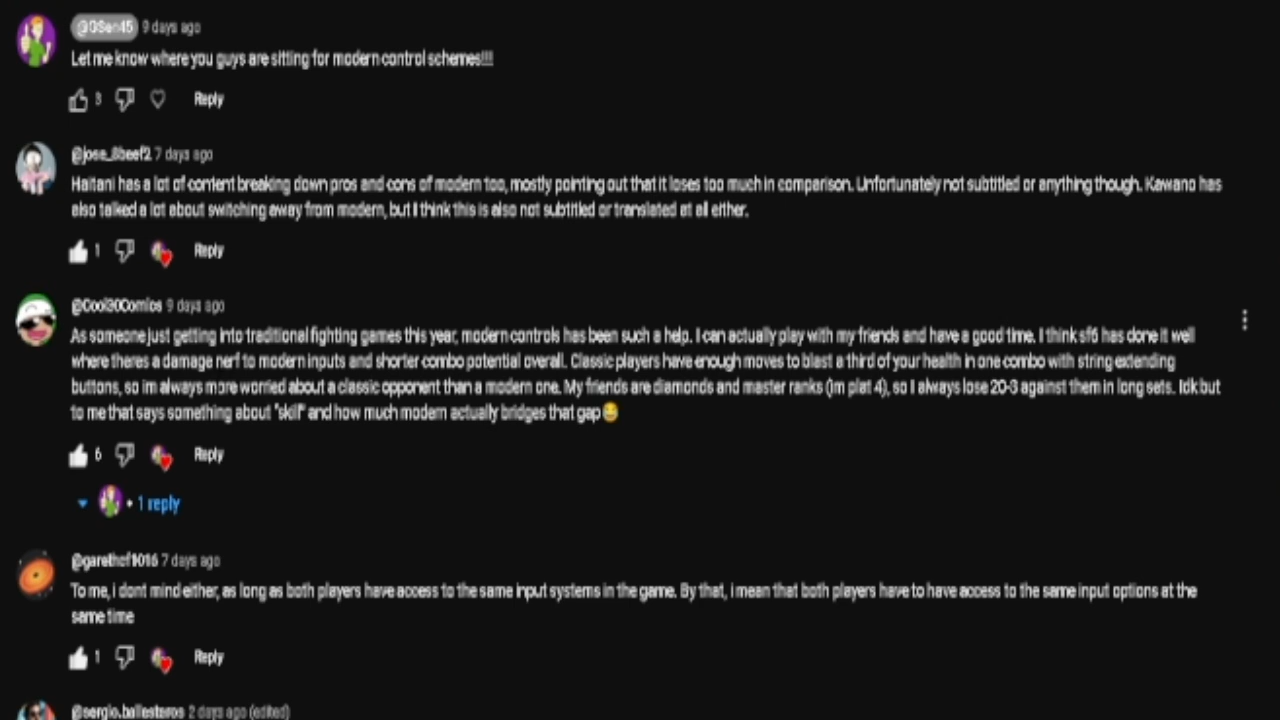 @GSen45 9 days ago
Let me know where you guys are sitting for modern control schemes!!!
3 Reply
@jose_8beef2 7 days ago
Haitani has a lot of content breaking down pros and cons of modern too, mostly pointing out that it loses too much in comparison. Unfortunately not subtitled or anything though. Kawano has
also talked a lot about switching away from modern, but I think this is also not subtitled or translated at all either.
1 Reply
@Cool30Comics 9 days ago
As someone just getting into traditional fighting games this year, modern controls has been such a help. I can actually play with my friends and have a good time. I think sf6 has done it well
where theres a damage nerf to modern inputs and shorter combo potential overall. Classic players have enough moves to blast a third of your health in one combo with string extending
buttons, so im always more worried about a classic opponent than a modern one. My friends are diamonds and master ranks (im plat 4), so I always lose 20-3 against them in long sets. Idk but
to me that says something about "skill" and how much modern actually bridges that gap😂
6 Reply
• 1 reply
7 days ago
To me, i dont mind either, as long as both players have access to the same input systems in the game. By that, i mean that both players have to have access to the same input options at the
same time
1 Reply
@sergio.ballesteros 2 days ago (edited)